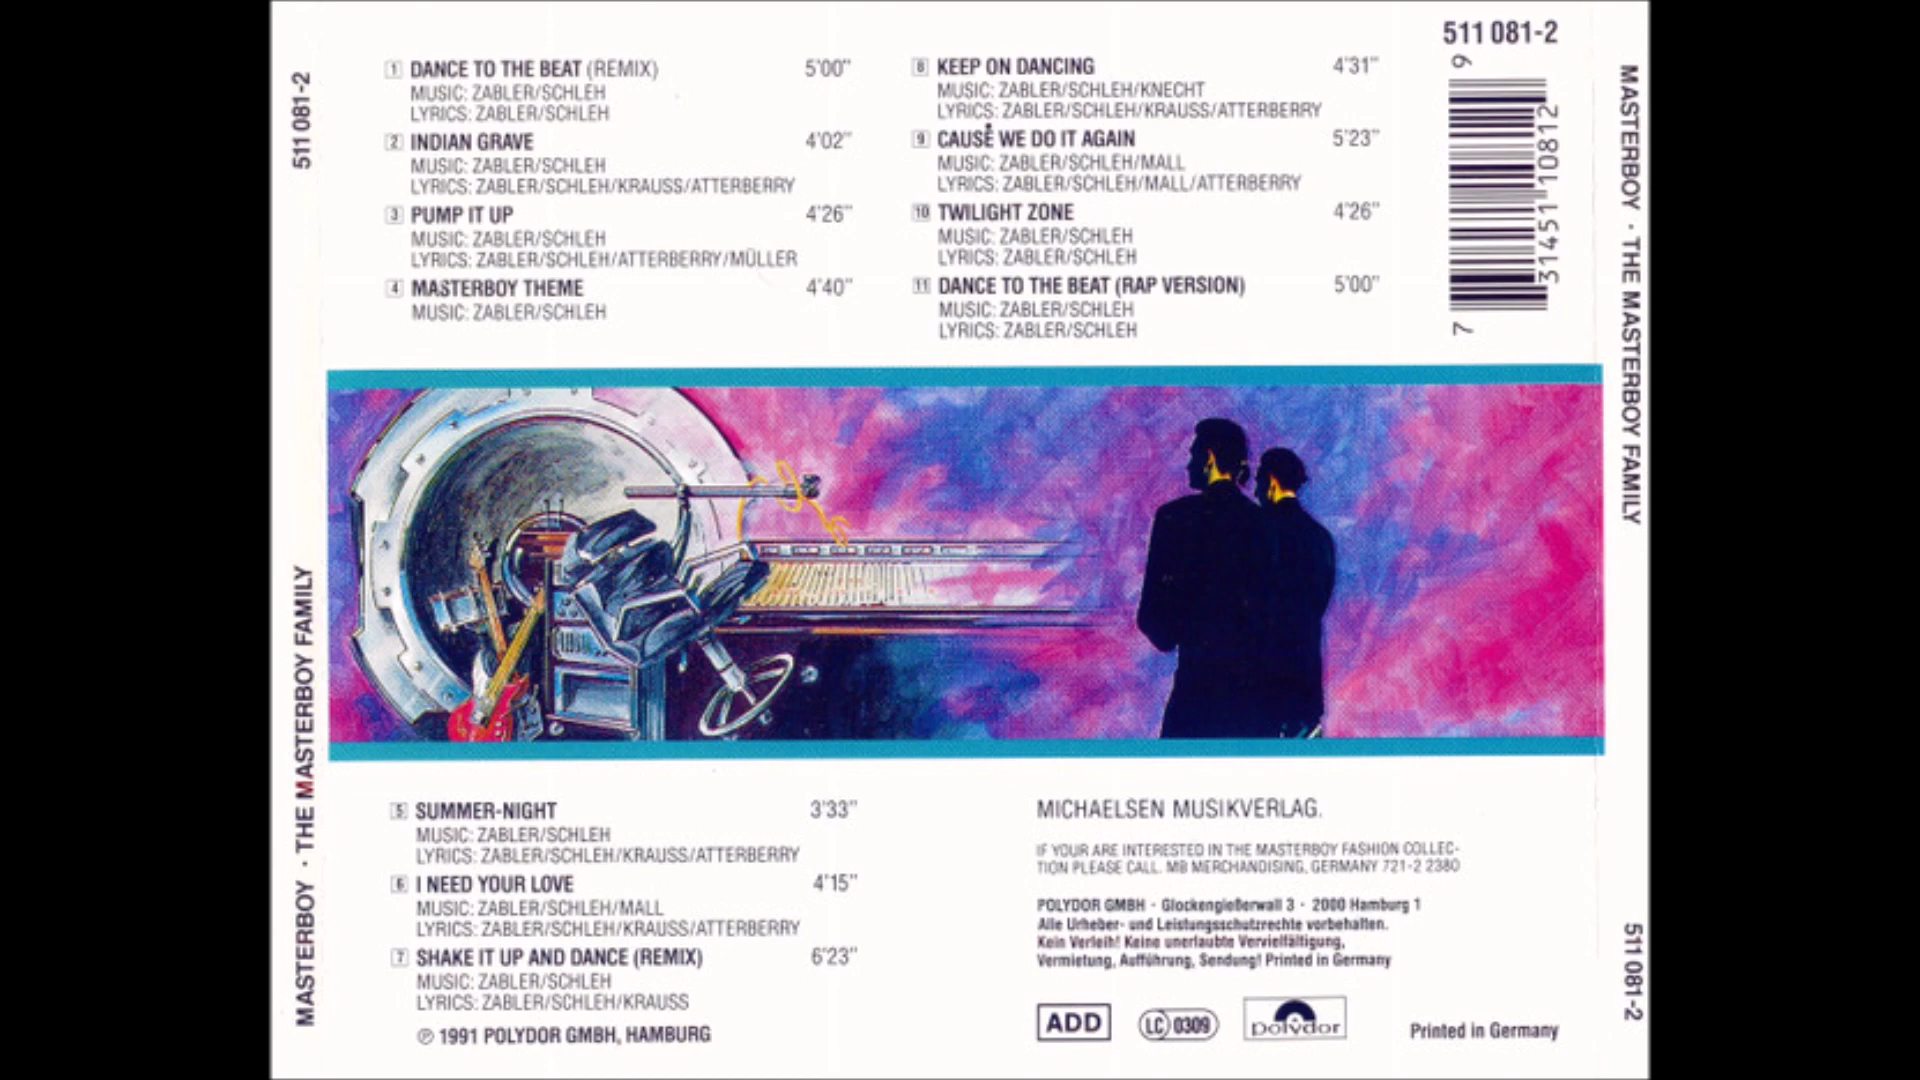 511 081-2
MASTERBOY · THE MASTERBOY FAMILY
1 DANCE TO THE BEAT (REMIX) 5'00"
MUSIC: ZABLER/SCHLEH
LYRICS: ZABLER/SCHLEH
2 INDIAN GRAVE 4'02"
MUSIC: ZABLER/SCHLEH
LYRICS: ZABLER/SCHLEH/KRAUSS/ATTERBERRY
3 PUMP IT UP 4'26"
MUSIC: ZABLER/SCHLEH
LYRICS: ZABLER/SCHLEH/ATTERBERRY/MÜLLER
4 MASTERBOY THEME 4'40"
MUSIC: ZABLER/SCHLEH
8 KEEP ON DANCING 4'31"
MUSIC: ZABLER/SCHLEH/KNECHT
LYRICS: ZABLER/SCHLEH/KRAUSS/ATTERBERRY
9 CAUSE WE DO IT AGAIN 5'23"
MUSIC: ZABLER/SCHLEH/MALL
LYRICS: ZABLER/SCHLEH/MALL/ATTERBERRY
10 TWILIGHT ZONE 4'26"
MUSIC: ZABLER/SCHLEH
LYRICS: ZABLER/SCHLEH
11 DANCE TO THE BEAT (RAP VERSION) 5'00"
MUSIC: ZABLER/SCHLEH
LYRICS: ZABLER/SCHLEH
511 081-2
7 31451 10812 9
MASTERBOY · THE MASTERBOY FAMILY
511 081-2
5 SUMMER-NIGHT 3'33"
MUSIC: ZABLER/SCHLEH
LYRICS: ZABLER/SCHLEH/KRAUSS/ATTERBERRY
6 I NEED YOUR LOVE 4'15"
MUSIC: ZABLER/SCHLEH/MALL
LYRICS: ZABLER/SCHLEH/KRAUSS/ATTERBERRY
7 SHAKE IT UP AND DANCE (REMIX) 6'23"
MUSIC: ZABLER/SCHLEH
LYRICS: ZABLER/SCHLEH/KRAUSS
℗ 1991 POLYDOR GMBH, HAMBURG
MICHAELSEN MUSIKVERLAG.
IF YOUR ARE INTERESTED IN THE MASTERBOY FASHION COLLEC-
TION PLEASE CALL. MB MERCHANDISING, GERMANY 721-2 2380
POLYDOR GMBH · Glockengießerwall 3 · 2000 Hamburg 1
Alle Urheber- und Leistungsschutzrechte vorbehalten.
Kein Verleih! Keine unerlaubte Vervielfältigung,
Vermietung, Aufführung, Sendung! Printed in Germany
ADD
LC 0309
polydor
Printed in Germany